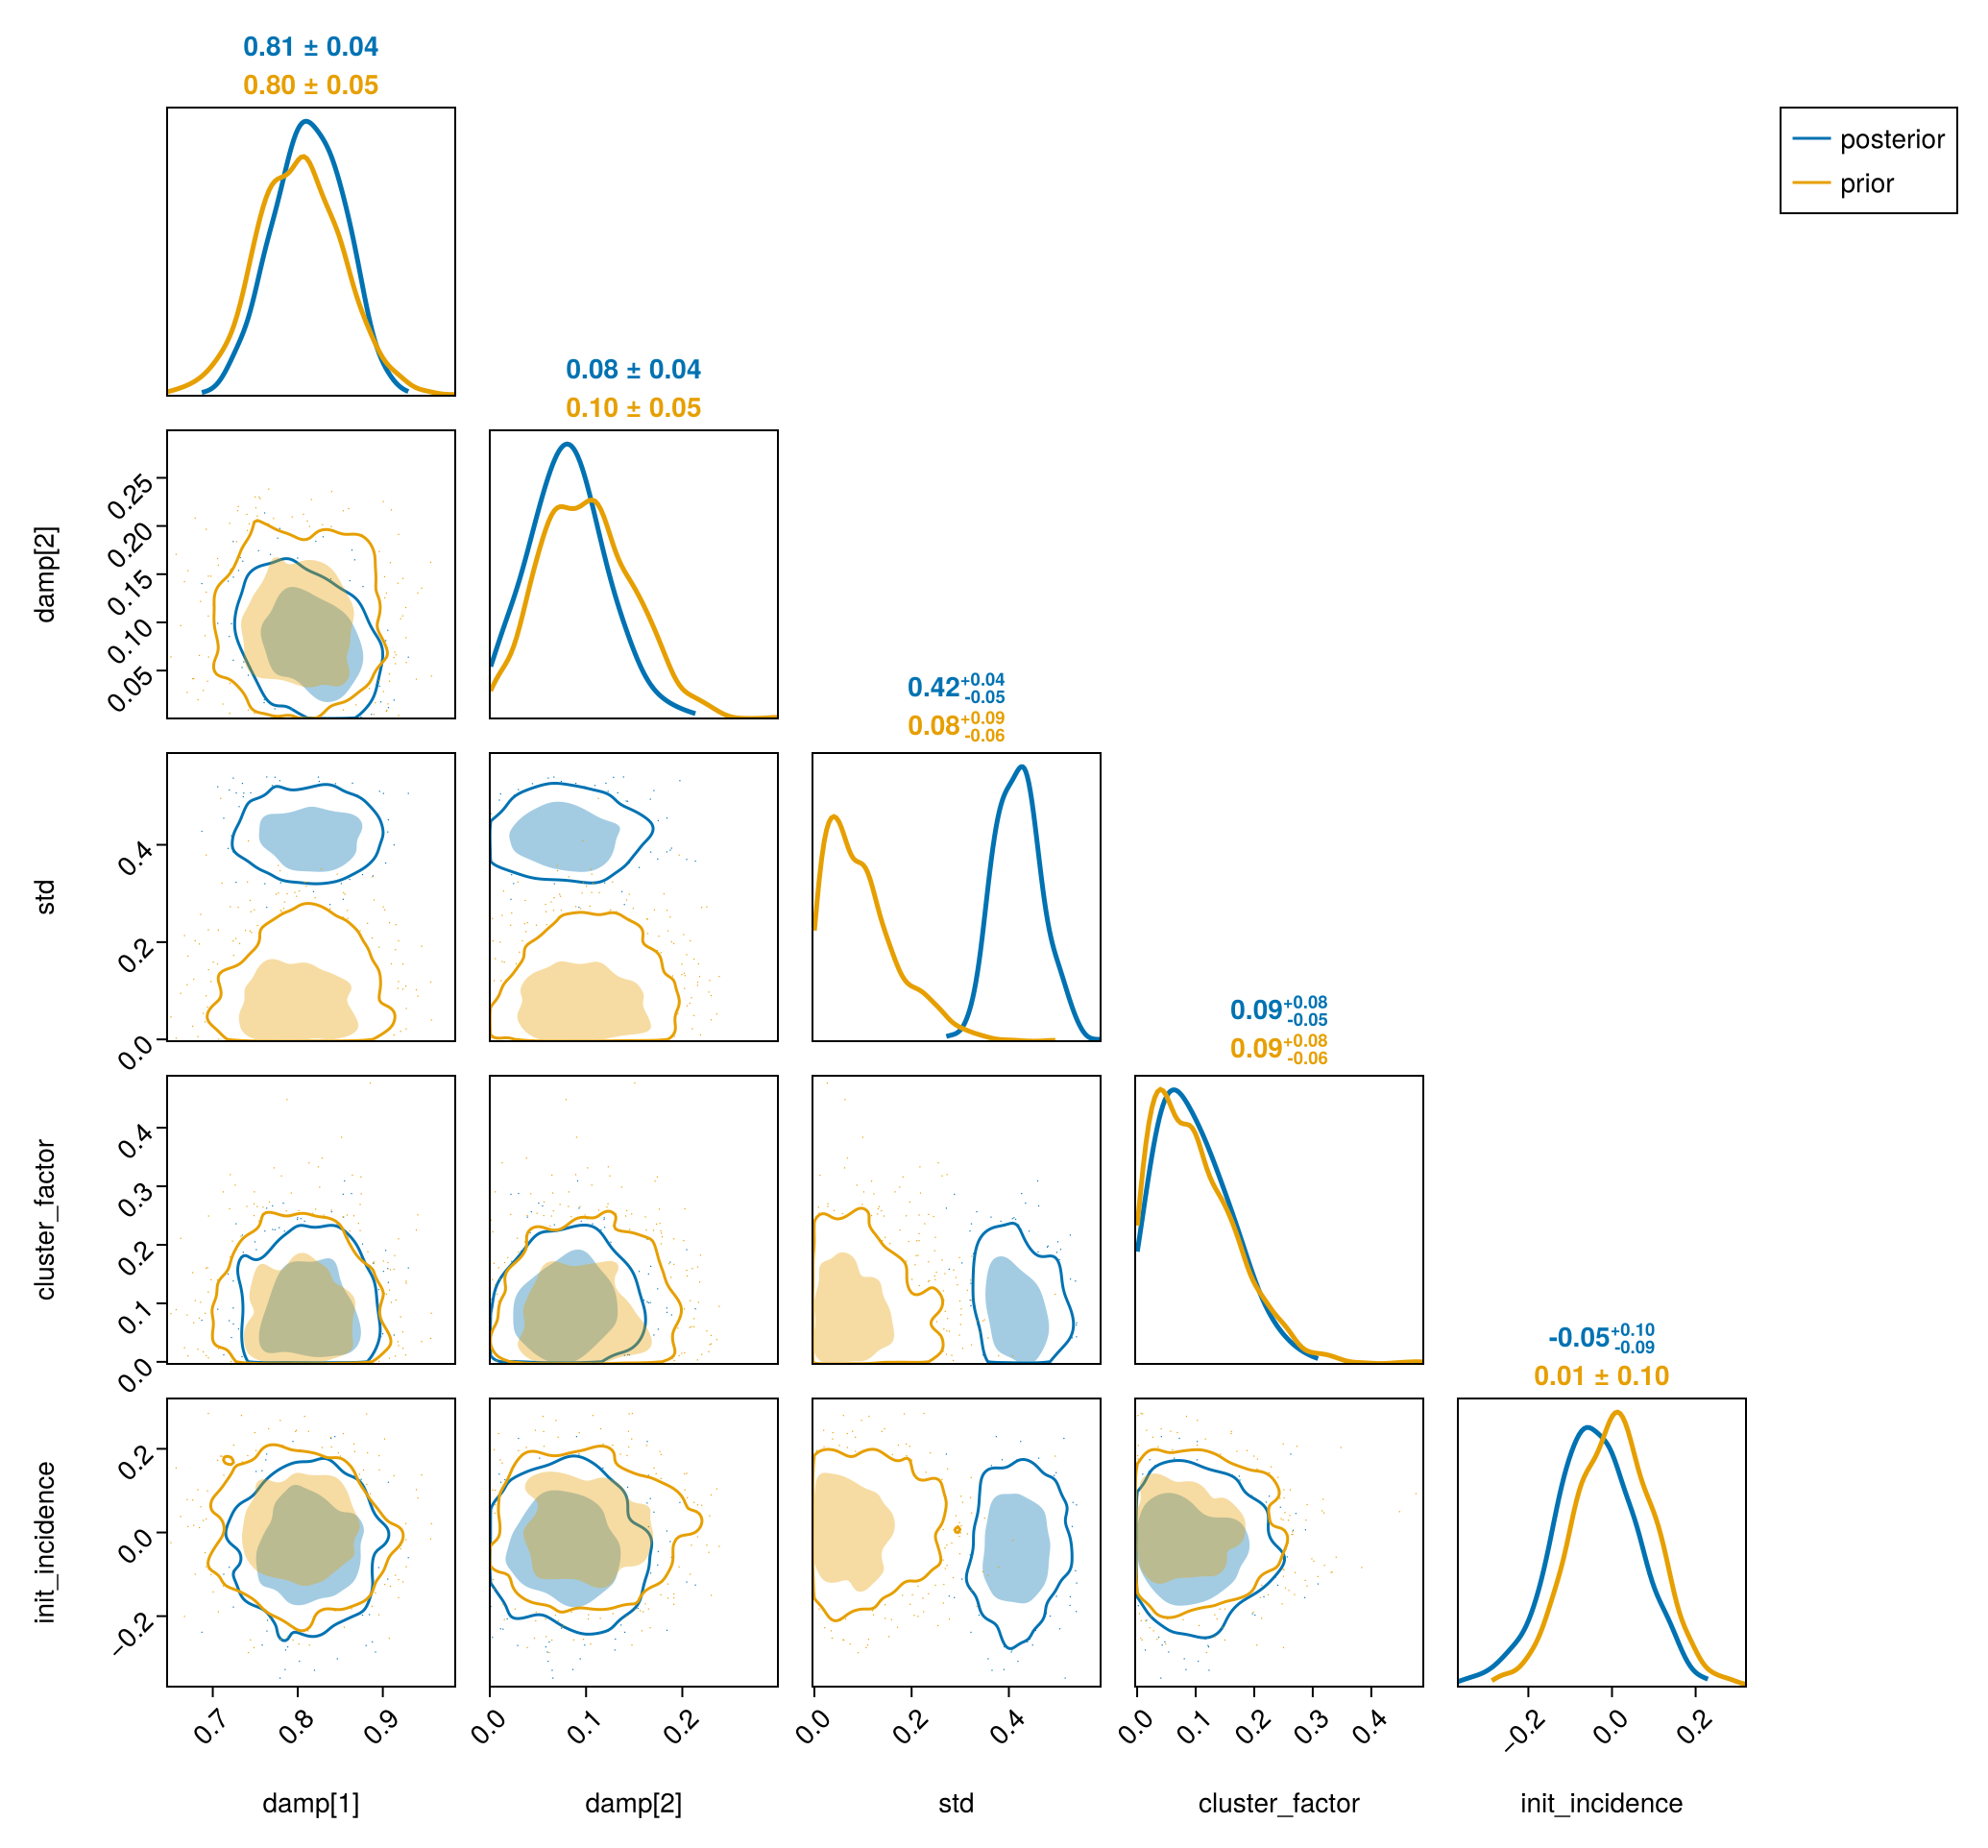 0.81 ± 0.04
0.80 ± 0.05
posterior
prior
0.08 ± 0.04
0.10 ± 0.05
damp[2]
0.25
0.20
0.15
0.10
0.05
0.42 +0.04 -0.05
0.08 +0.09 -0.06
std
0.4
0.2
0.0
0.09 +0.08 -0.05
0.09 +0.08 -0.06
cluster_factor
0.4
0.3
0.2
0.1
0.0
-0.05 +0.10 -0.09
0.01 ± 0.10
init_incidence
0.2
0.0
−0.2
0.7 0.8 0.9 0.0 0.1 0.2 0.0 0.2 0.4 0.0 0.1 0.2 0.3 0.4 −0.2 0.0 0.2
damp[1] damp[2] std cluster_factor init_incidence